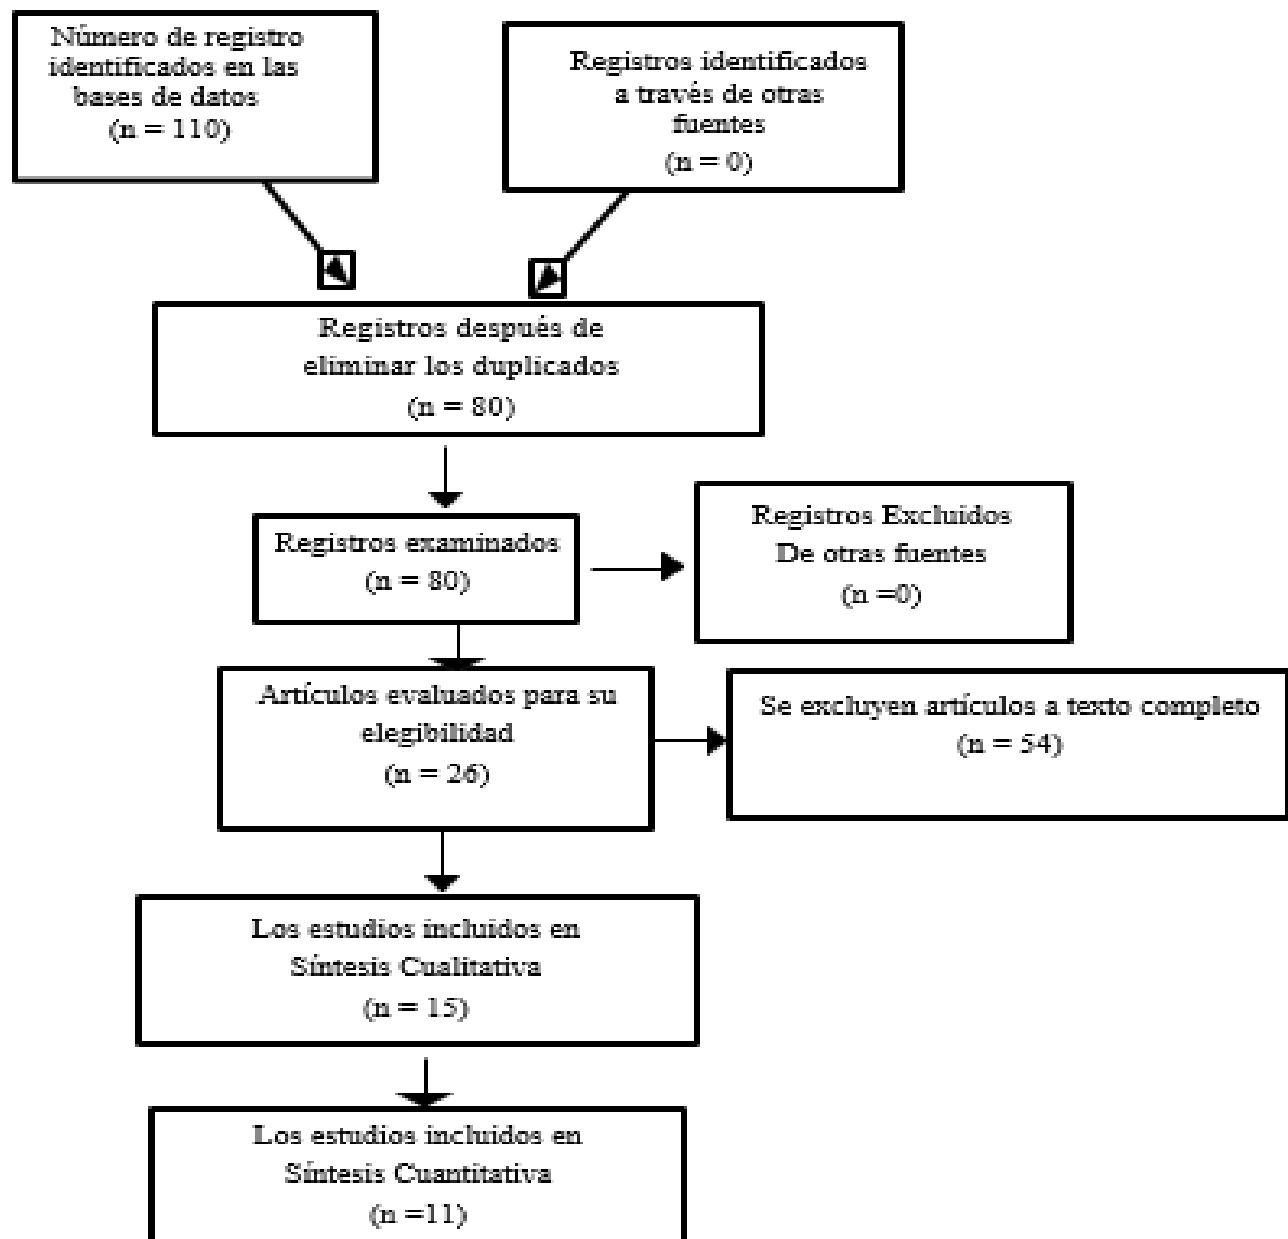 Número de registro
identificados en las
bases de datos
(n = 110)
Registros identificados
a través de otras
fuentes
(n = 0)
Registros después de
eliminar los duplicados
(n = 80)
Registros examinados
(n = 80)
Registros Excluidos
De otras fuentes
(n =0)
Artículos evaluados para su
elegibilidad
(n = 26)
Se excluyen artículos a texto completo
(n = 54)
Los estudios incluidos en
Síntesis Cualitativa
(n = 15)
Los estudios incluidos en
Síntesis Cuantitativa
(n =11)